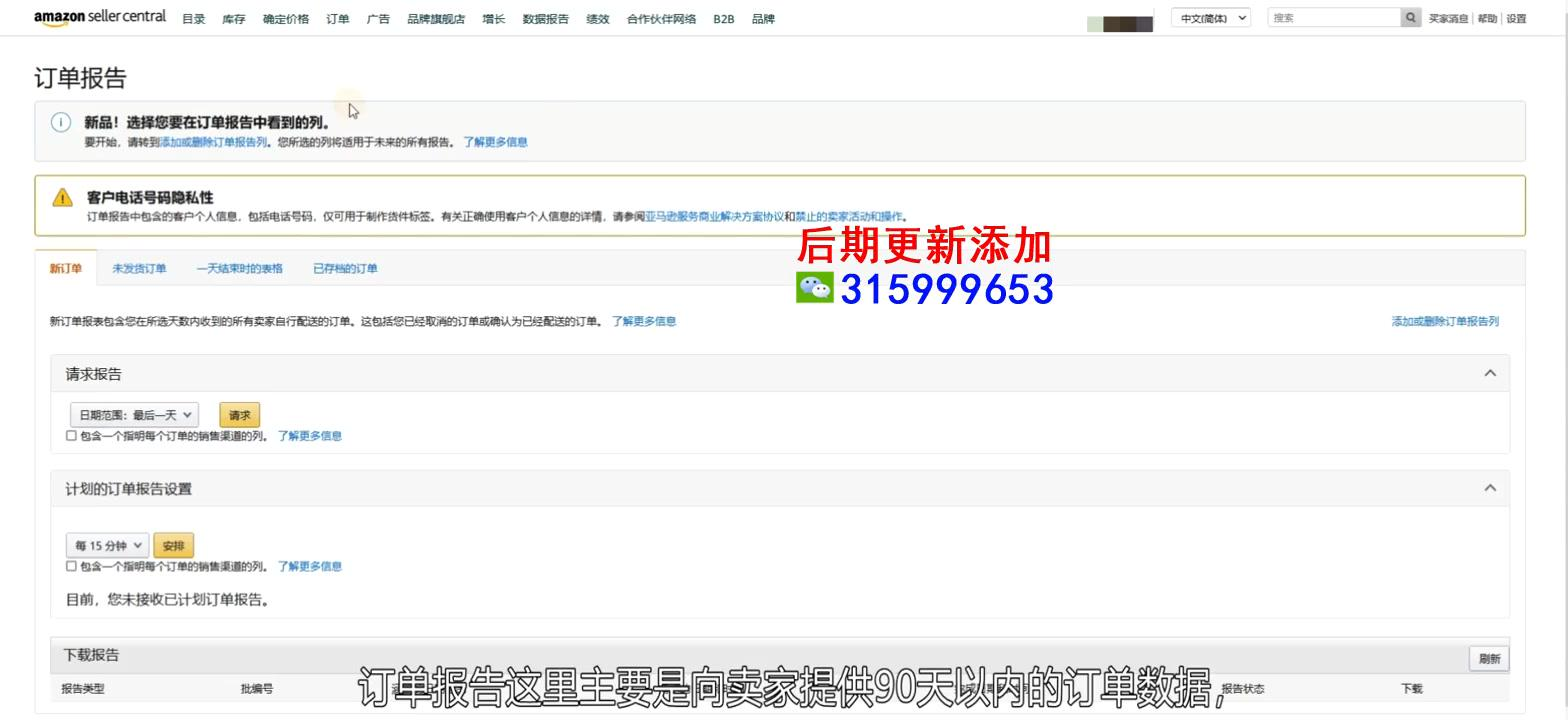 amazon seller central 目录 库存 确定价格 订单 广告 品牌旗舰店 增长 数据报告 绩效 合作伙伴网络 B2B 品牌 中文(简体) 搜索 买家消息 帮助 设置
订单报告
新品！选择您要在订单报告中看到的列。
要开始，请转到添加或删除订单报告列。您所选的列将适用于未来的所有报告。 了解更多信息
客户电话号码隐私性
订单报告中包含的客户个人信息，包括电话号码，仅可用于制作货件标签。有关正确使用客户个人信息的详情，请参阅亚马逊服务商业解决方案协议和禁止的卖家活动和操作。
后期更新添加
315999653
新订单 未发货订单 一天结束时的表格 已存档的订单
新订单报表包含您在所选天数内收到的所有卖家自行配送的订单。这包括您已经取消的订单或确认为已经配送的订单。 了解更多信息 添加或删除订单报告列
请求报告
日期范围：最后一天 请求
包含一个指明每个订单的销售渠道的列。 了解更多信息
计划的订单报告设置
每 15 分钟 安排
包含一个指明每个订单的销售渠道的列。 了解更多信息
目前，您未接收已计划订单报告。
下载报告 刷新
报告类型 批编号 报告状态 下载
订单报告这里主要是向卖家提供90天以内的订单数据，